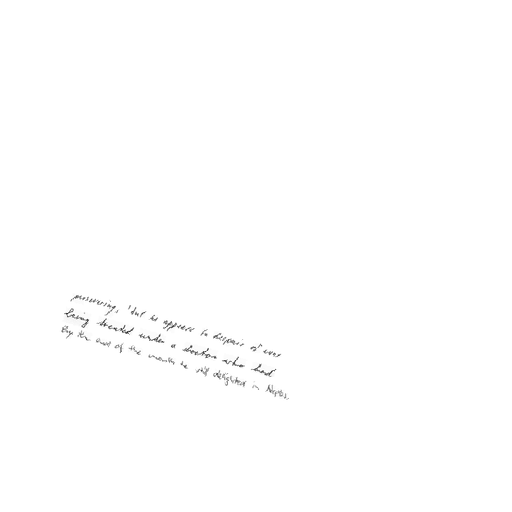 persevering, 'but he appears to despair of ever
being treated under a doctor who had
By the end of the month he still delighted in Naples.